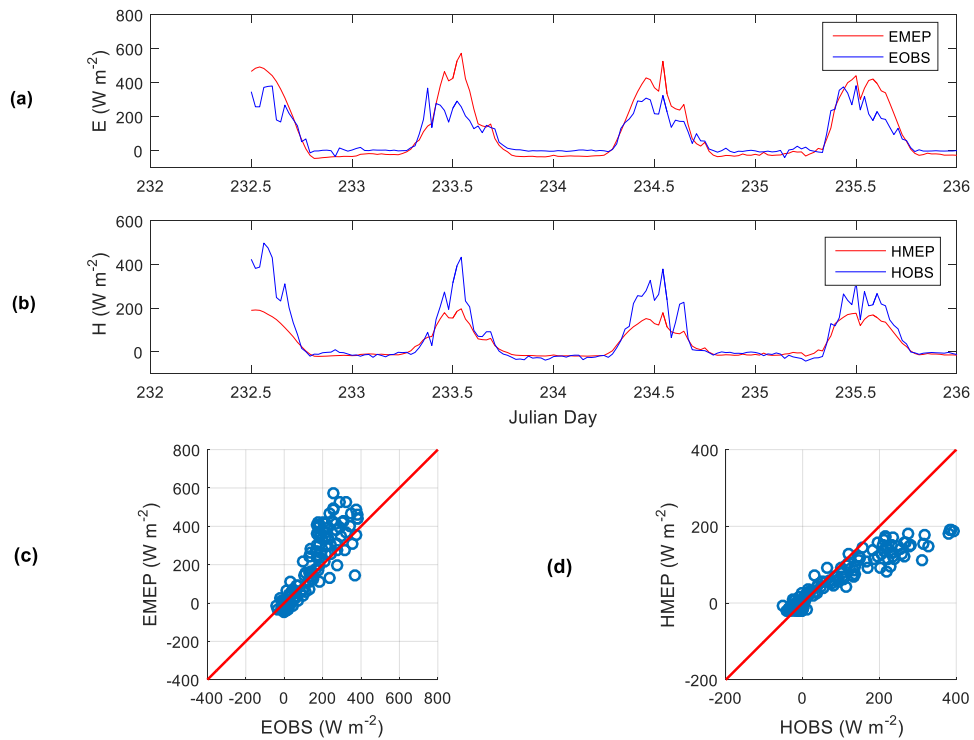 (a)
E (W m-2)
800
600
400
200
0
EMEP
EOBS
232 232.5 233 233.5 234 234.5 235 235.5 236
(b)
H (W m-2)
600
400
200
0
HMEP
HOBS
232 232.5 233 233.5 234 234.5 235 235.5 236
Julian Day
(c)
EMEP (W m-2)
800
600
400
200
0
-200
-400
-400 -200 0 200 400 600 800
EOBS (W m-2)
(d)
HMEP (W m-2)
400
200
0
-200
-200 0 200 400
HOBS (W m-2)